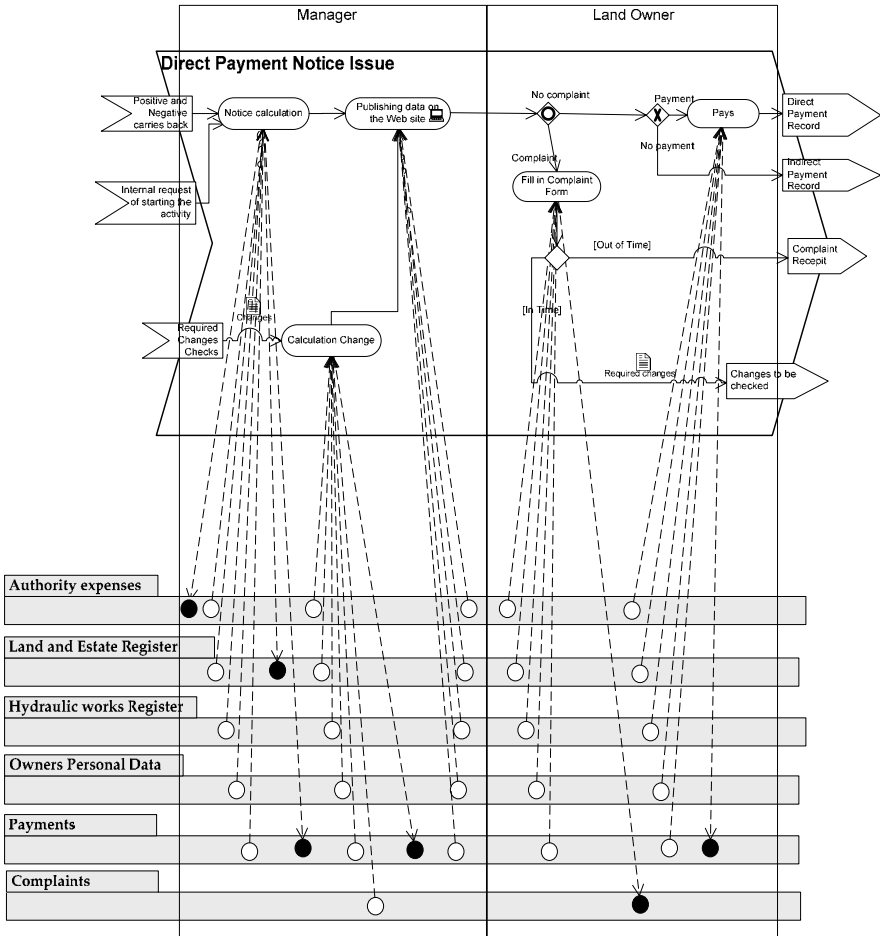 Manager
Land Owner
Direct Payment Notice Issue
Positive and
Negative
carries back
Notice calculation
Publishing data on
the Web site
No complaint
Payment
Pays
Direct
Payment
Record
No payment
Indirect
Payment
Record
Complaint
Fill in Complaint
Form
Internal request
of starting the
activity
[Out of Time]
Complaint
Recepit
[In Time]
Changes
Required
Changes
Checks
Calculation Change
Required changes
Changes to be
checked
Authority expenses
Land and Estate Register
Hydraulic works Register
Owners Personal Data
Payments
Complaints